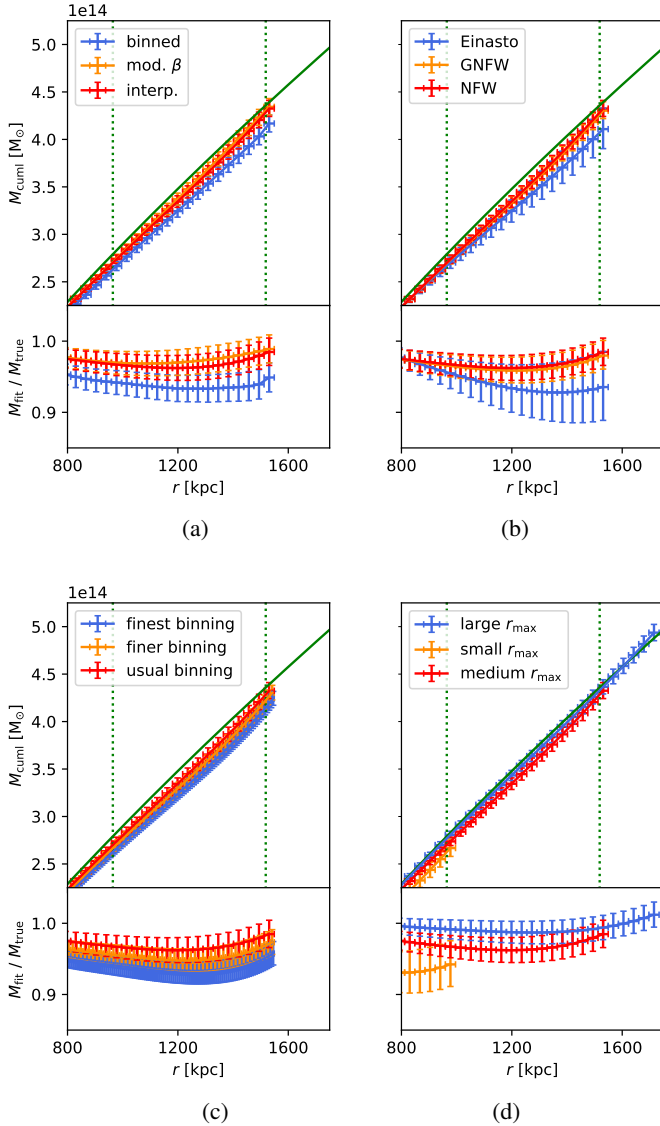 1e14
5.0
4.5
4.0
3.5
3.0
2.5
M_cuml [M_⊙]
binned
mod. β
interp.
1.0
0.9
M_fit / M_true
800 1200 1600
r [kpc]
(a)
Einasto
GNFW
NFW
800 1200 1600
r [kpc]
(b)
1e14
5.0
4.5
4.0
3.5
3.0
2.5
M_cuml [M_⊙]
finest binning
finer binning
usual binning
1.0
0.9
M_fit / M_true
800 1200 1600
r [kpc]
(c)
large r_max
small r_max
medium r_max
800 1200 1600
r [kpc]
(d)